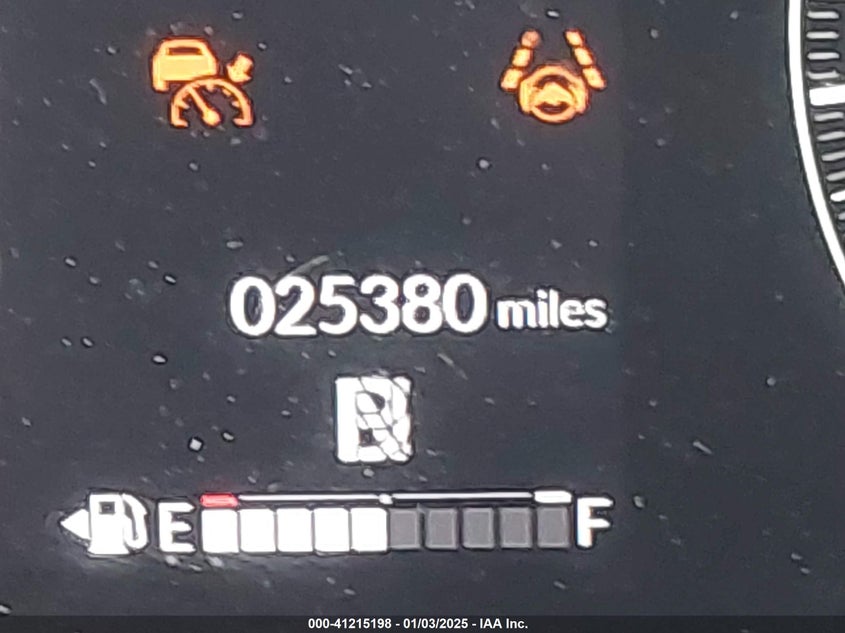 025380 miles
E F
000-41215198 - 01/03/2025 - IAA Inc.